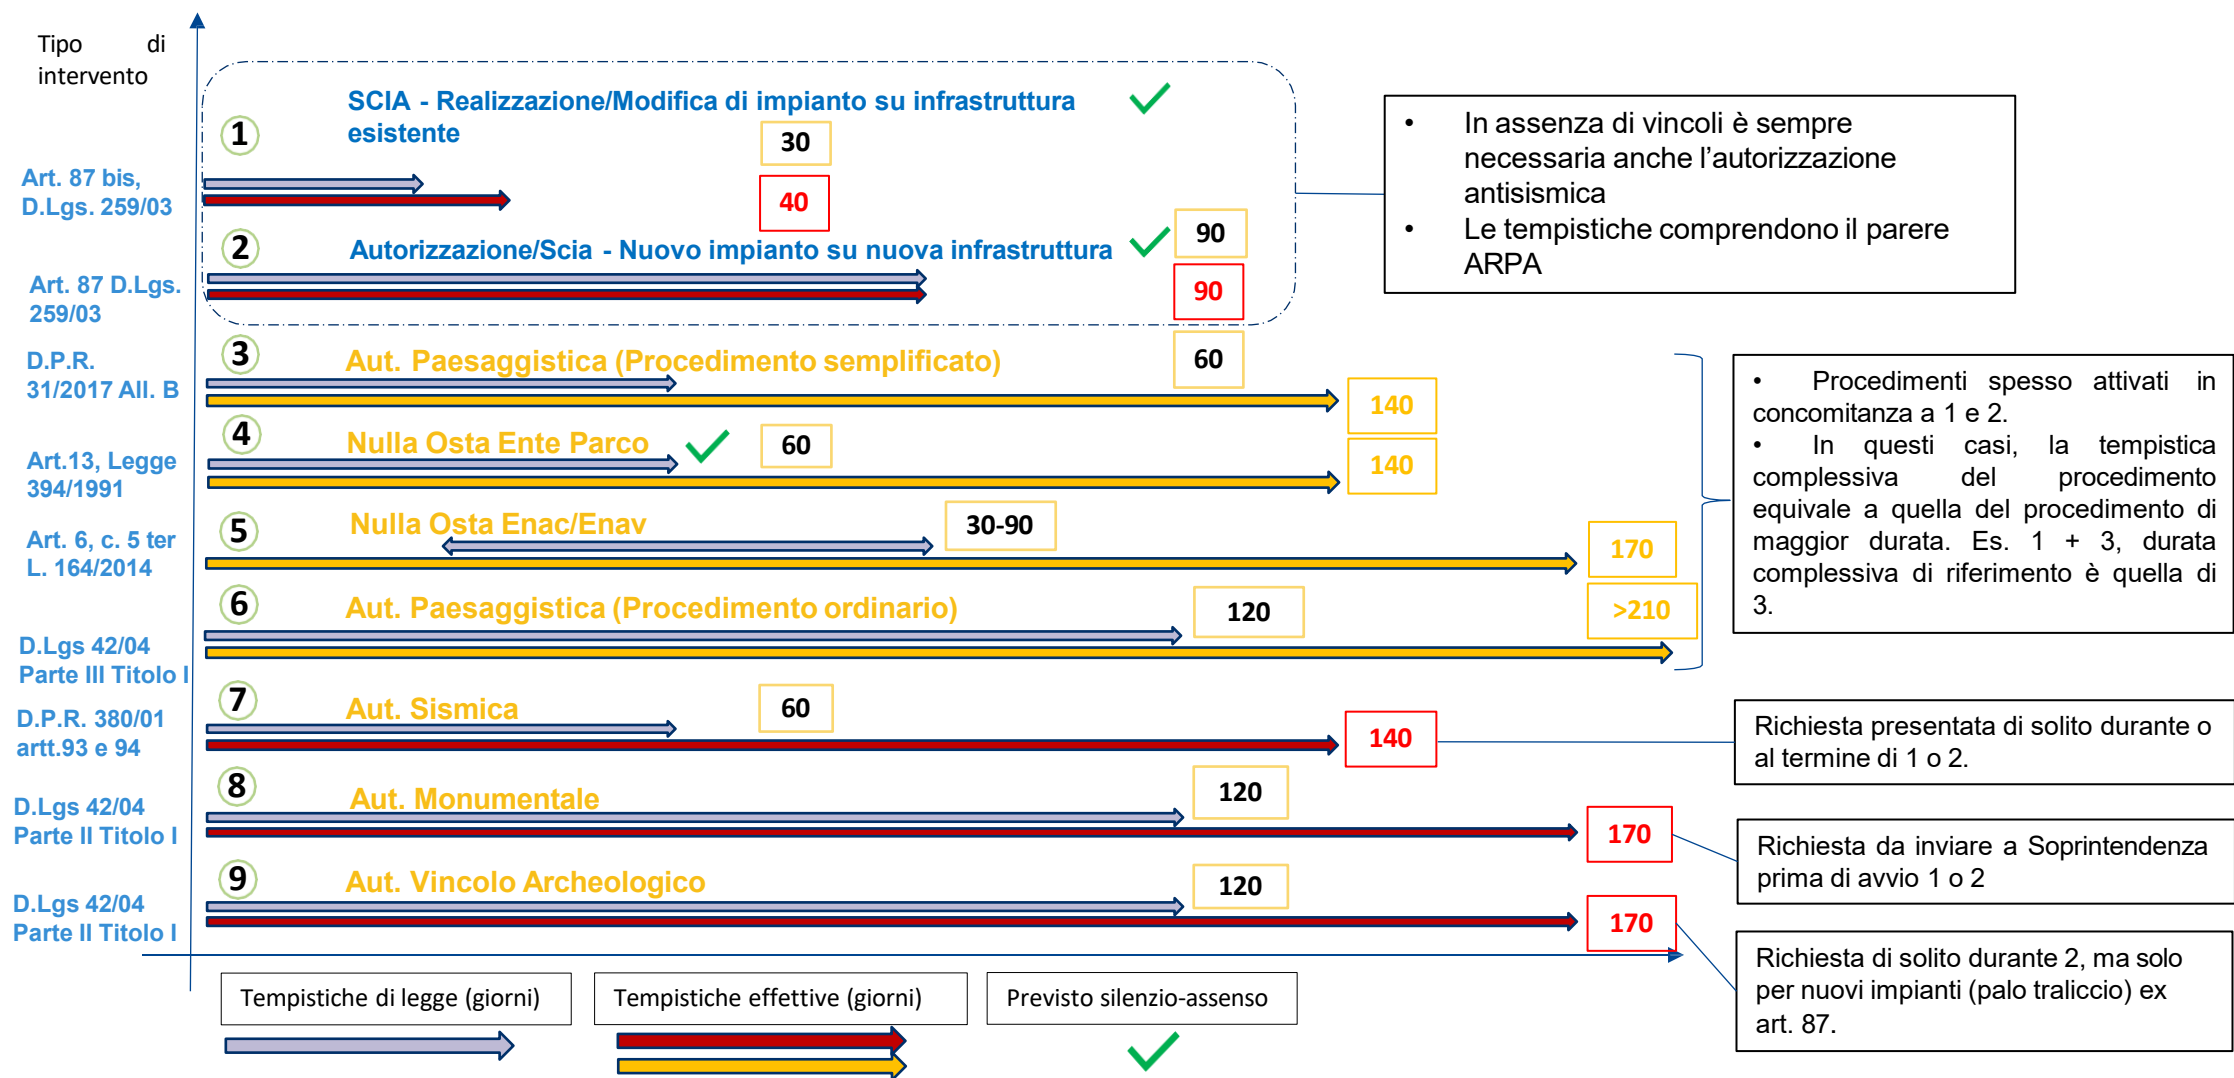 Tipo di
intervento
SCIA - Realizzazione/Modifica di impianto su infrastruttura
esistente
1
30
40
Art. 87 bis,
D.Lgs. 259/03
2
Autorizzazione/Scia - Nuovo impianto su nuova infrastruttura
90
90
Art. 87 D.Lgs.
259/03
• In assenza di vincoli è sempre
necessaria anche l’autorizzazione
antisismica
• Le tempistiche comprendono il parere
ARPA
3
Aut. Paesaggistica (Procedimento semplificato)
60
140
D.P.R.
31/2017 All. B
4
Nulla Osta Ente Parco
60
140
Art.13, Legge
394/1991
5
Nulla Osta Enac/Enav
30-90
170
Art. 6, c. 5 ter
L. 164/2014
6
Aut. Paesaggistica (Procedimento ordinario)
120
>210
D.Lgs 42/04
Parte III Titolo I
• Procedimenti spesso attivati in
concomitanza a 1 e 2.
• In questi casi, la tempistica
complessiva del procedimento
equivale a quella del procedimento di
maggior durata. Es. 1 + 3, durata
complessiva di riferimento è quella di
3.
7
Aut. Sismica
60
140
D.P.R. 380/01
artt.93 e 94
Richiesta presentata di solito durante o
al termine di 1 o 2.
8
Aut. Monumentale
120
170
D.Lgs 42/04
Parte II Titolo I
Richiesta da inviare a Soprintendenza
prima di avvio 1 o 2
9
Aut. Vincolo Archeologico
120
170
D.Lgs 42/04
Parte II Titolo I
Richiesta di solito durante 2, ma solo
per nuovi impianti (palo traliccio) ex
art. 87.
Tempistiche di legge (giorni)
Tempistiche effettive (giorni)
Previsto silenzio-assenso